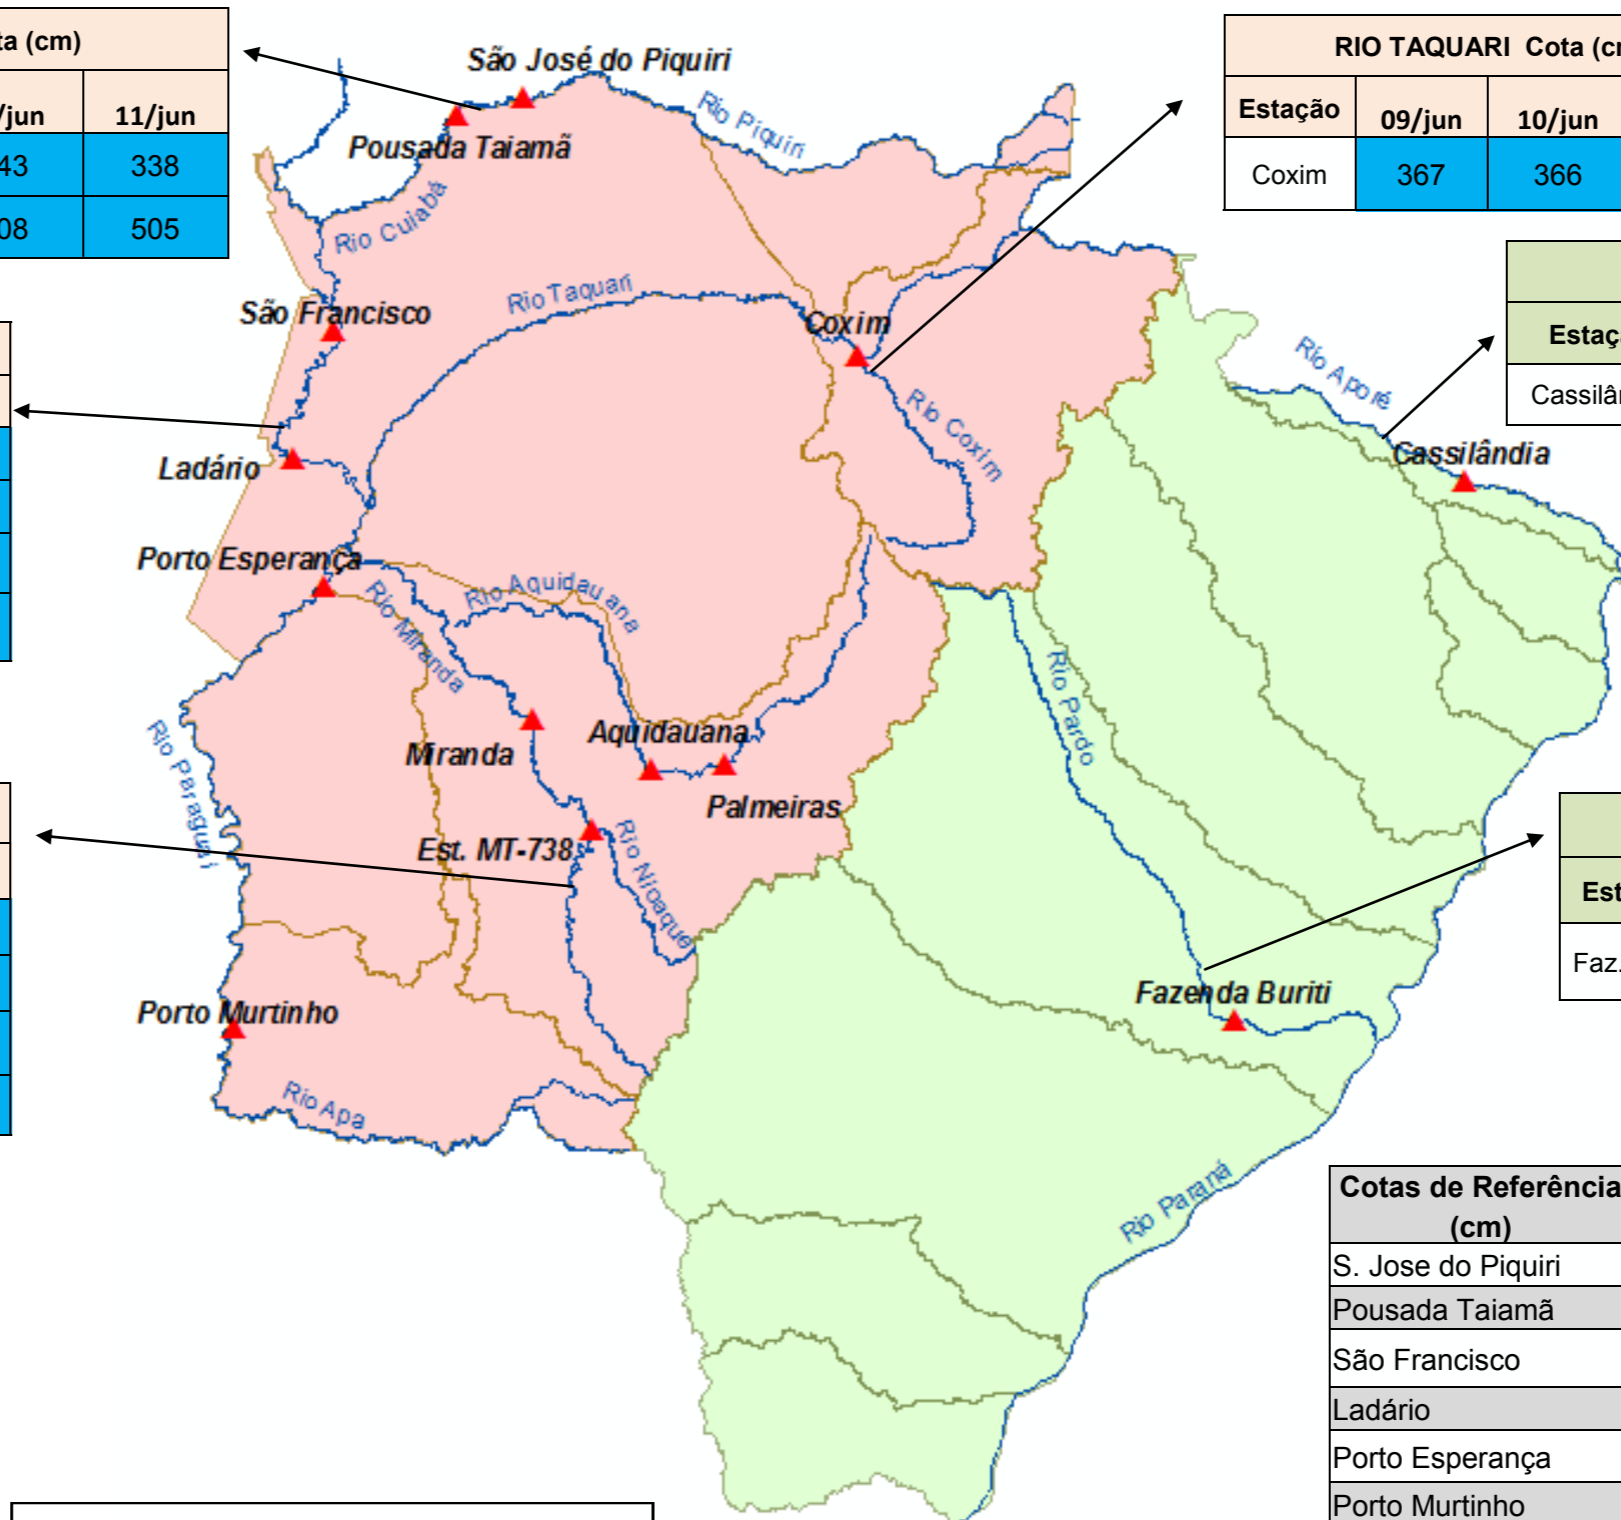 ta (cm)
/jun 11/jun
43 338
08 505
RIO TAQUARI Cota (cm
Estação 09/jun 10/jun
Coxim 367 366
São José do Piquiri
Pousada Taiamã
Rio Piquiri
Rio Cuiabá
Rio Taquari
São Francisco
Coxim
Estaç
Cassilân
Rio Aporé
Rio Coxim
Cassilândia
Ladário
Porto Esperança
Rio Aquidauana
Rio Miranda
Rio Pardo
Rio Paraguai
Aquidauana
Miranda
Palmeiras
Est. MT-738
Rio Nioaque
Est
Faz.
Fazenda Buriti
Porto Murtinho
Rio Apa
Rio Paraná
Cotas de Referência
(cm)
S. Jose do Piquiri
Pousada Taiamã
São Francisco
Ladário
Porto Esperança
Porto Murtinho